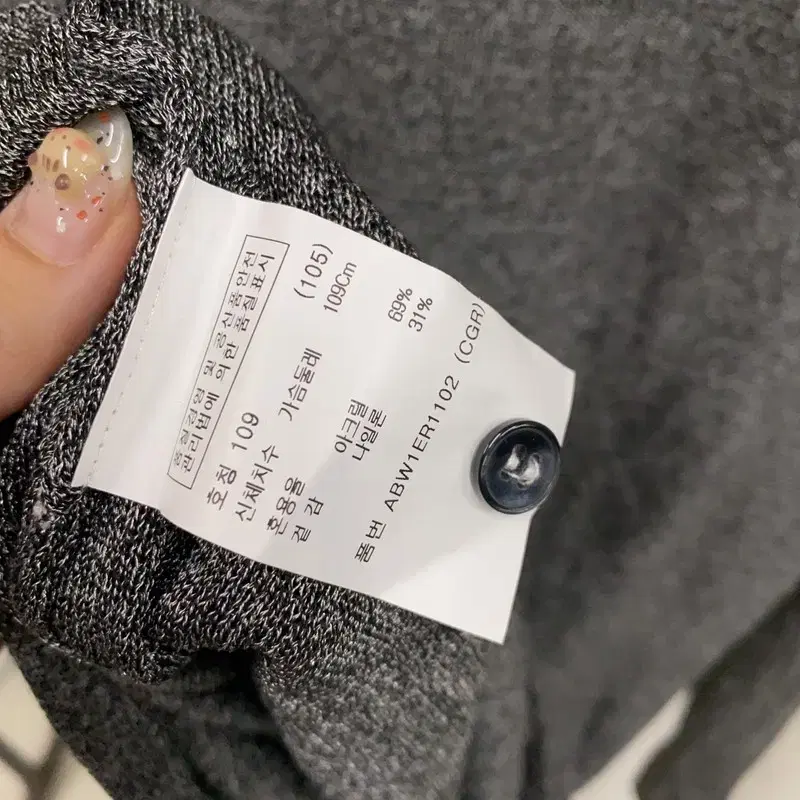 품질경영 및 공산품안전
관리법에 의한 품질표시
호칭 109 (105)
신체치수 가슴둘레 109Cm
혼용율
겉감 아크릴 69%
나일론 31%
품번 ABW1ER1102 (CGR)